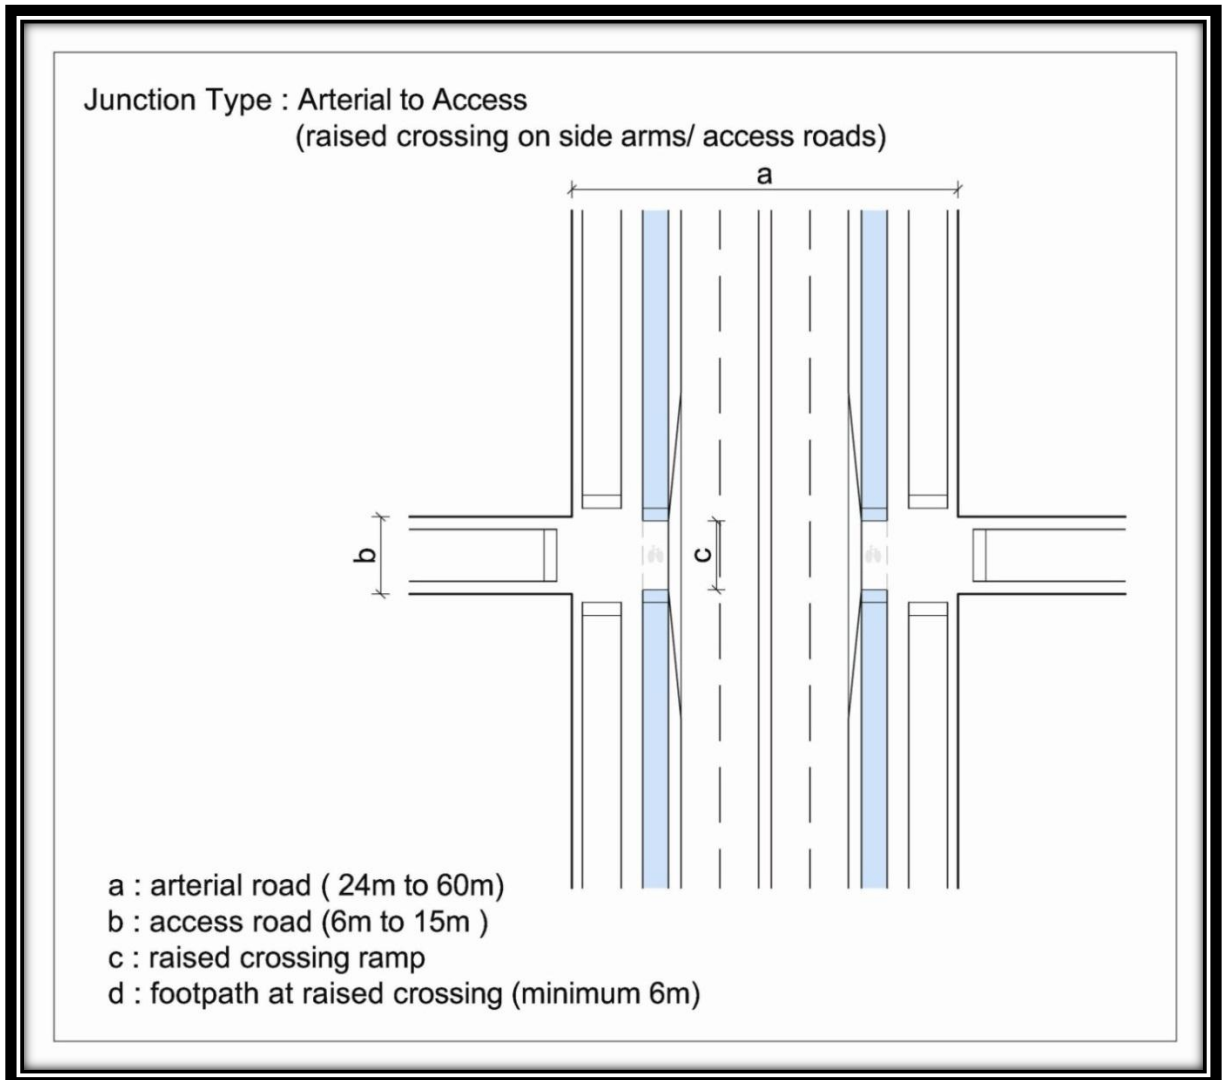 Junction Type : Arterial to Access
(raised crossing on side arms/ access roads)
a
b
c
a : arterial road ( 24m to 60m)
b : access road (6m to 15m )
c : raised crossing ramp
d : footpath at raised crossing (minimum 6m)